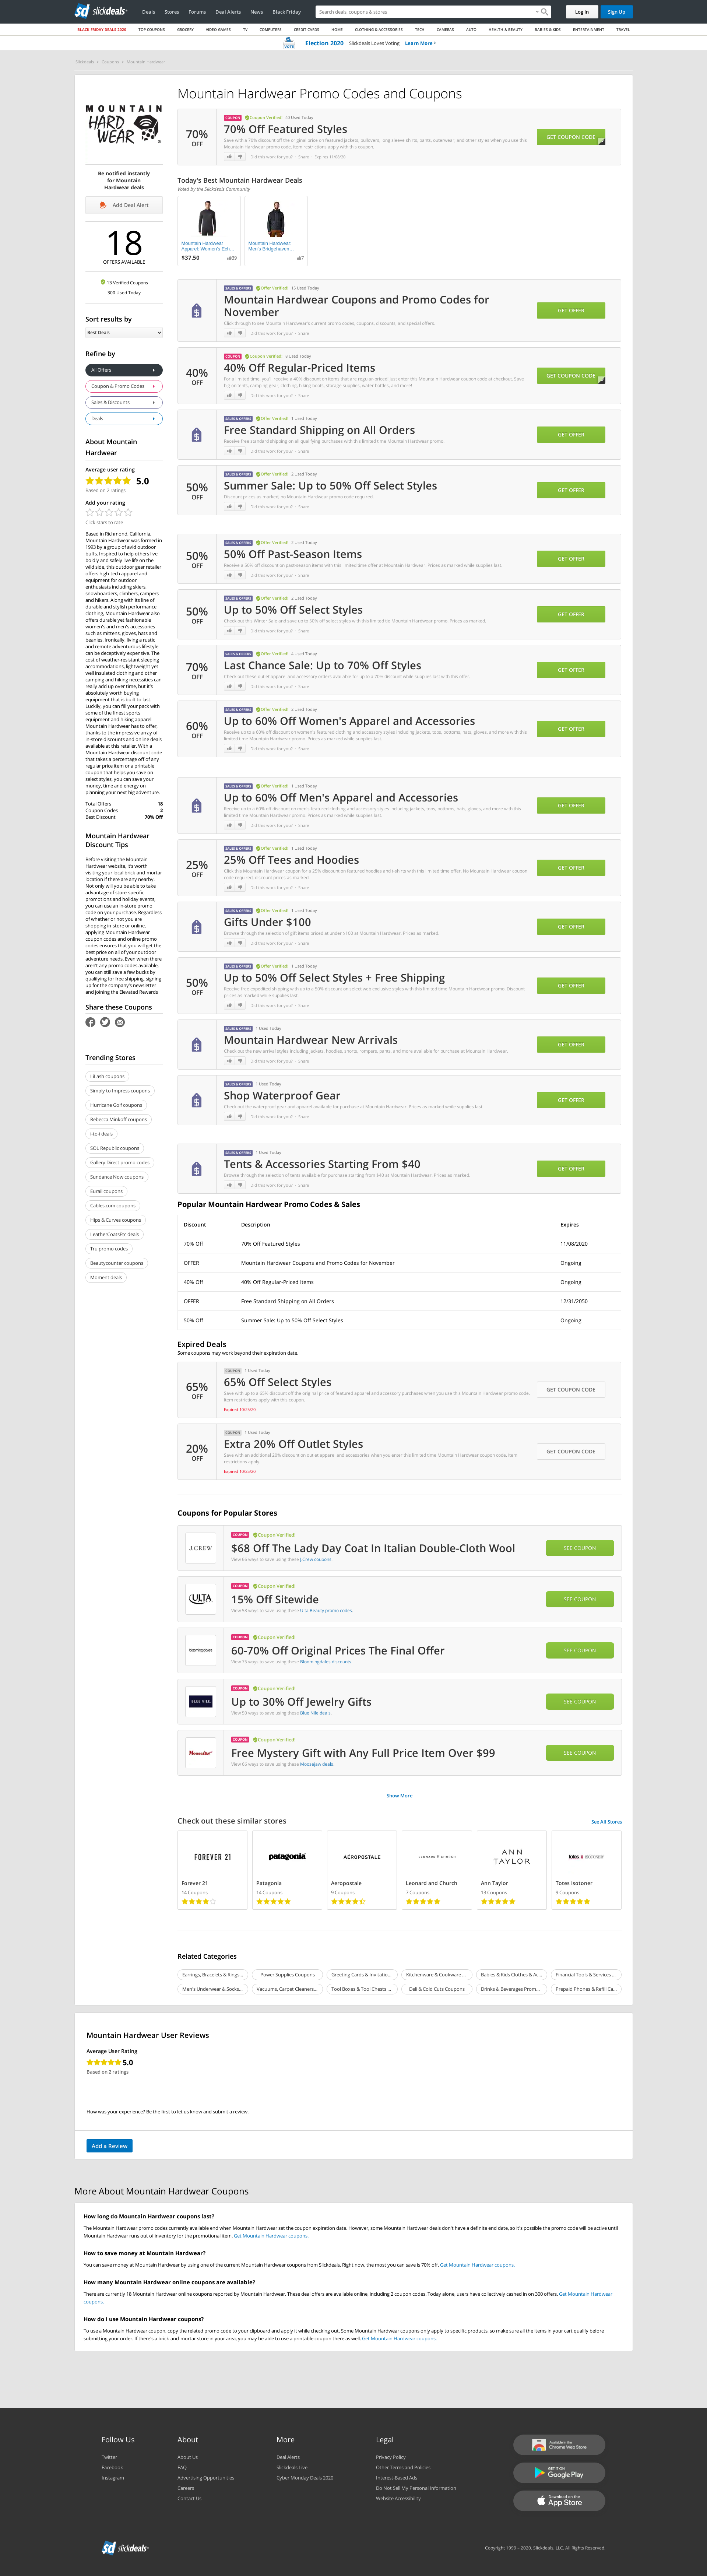 slickdeals
Deals Stores Forums Deal Alerts News Black Friday
Search deals, coupons & stores
Log In
Sign Up
BLACK FRIDAY DEALS 2020 TOP COUPONS GROCERY VIDEO GAMES TV COMPUTERS CREDIT CARDS HOME CLOTHING & ACCESSORIES TECH CAMERAS AUTO HEALTH & BEAUTY BABIES & KIDS ENTERTAINMENT TRAVEL
VOTE Election 2020 Slickdeals Loves Voting Learn More
Slickdeals Coupons Mountain Hardwear
MOUNTAIN HARD WEAR
Be notified instantly
for Mountain
Hardwear deals
Add Deal Alert
18
OFFERS AVAILABLE
13 Verified Coupons
300 Used Today
Sort results by
Best Deals
Refine by
All Offers
Coupon & Promo Codes
Sales & Discounts
Deals
About Mountain
Hardwear
Average user rating
5.0
Based on 2 ratings
Add your rating
Click stars to rate
Based in Richmond, California,
Mountain Hardwear was formed in
1993 by a group of avid outdoor
buffs. Inspired to help others live
boldly and safely live life on the
wild side, this outdoor gear retailer
offers high-tech apparel and
equipment for outdoor
enthusiasts including skiers,
snowboarders, climbers, campers
and hikers. Along with its line of
durable and stylish performance
clothing, Mountain Hardwear also
offers durable yet fashionable
women's and men's accessories
such as mittens, gloves, hats and
beanies. Ironically, living a rustic
and remote adventurous lifestyle
can be deceptively expensive. The
cost of weather-resistant sleeping
accommodations, lightweight yet
well insulated clothing and other
camping and hiking necessities can
really add up over time, but it's
absolutely worth buying
equipment that is built to last.
Luckily, you can fill your pack with
some of the finest sports
equipment and hiking apparel
Mountain Hardwear has to offer,
thanks to the impressive array of
in-store discounts and online deals
available at this retailer. With a
Mountain Hardwear discount code
that takes a percentage off of any
regular price item or a printable
coupon that helps you save on
select styles, you can save your
money, time and energy on
planning your next big adventure.
Total Offers 18
Coupon Codes 2
Best Discount 70% Off
Mountain Hardwear
Discount Tips
Before visiting the Mountain
Hardwear website, it's worth
visiting your local brick-and-mortar
location if there are any nearby.
Not only will you be able to take
advantage of store-specific
promotions and holiday events,
you can use an in-store promo
code on your purchase. Regardless
of whether or not you are
shopping in-store or online,
applying Mountain Hardwear
coupon codes and online promo
codes ensures that you will get the
best price on all of your outdoor
adventure needs. Even when there
aren't any promo codes available,
you can still save a few bucks by
qualifying for free shipping, signing
up for the company's newsletter
and joining the Elevated Rewards
Share these Coupons
Trending Stores
LiLash coupons
Simply to Impress coupons
Hurricane Golf coupons
Rebecca Minkoff coupons
i-to-i deals
SOL Republic coupons
Gallery Direct promo codes
Sundance Now coupons
Eurail coupons
Cables.com coupons
Hips & Curves coupons
LeatherCoatsEtc deals
Tru promo codes
Beautycounter coupons
Moment deals
Mountain Hardwear Promo Codes and Coupons
70% OFF
COUPON Coupon Verified! 40 Used Today
70% Off Featured Styles
Save with a 70% discount off the original price on featured jackets, pullovers, long sleeve shirts, pants, outerwear, and other styles when you use this
Mountain Hardwear promo code. Item restrictions apply with this coupon.
Did this work for you? Share Expires 11/08/20
GET COUPON CODE
Today's Best Mountain Hardwear Deals
Voted by the Slickdeals Community
Mountain Hardwear
Apparel: Women's Ech...
$37.50 39
Mountain Hardwear
Men's Bridgehaven...
7
SALES & OFFERS Offer Verified! 15 Used Today
Mountain Hardwear Coupons and Promo Codes for
November
Click through to see Mountain Hardwear's current promo codes, coupons, discounts, and special offers.
Did this work for you? Share
GET OFFER
40% OFF
COUPON Coupon Verified! 8 Used Today
40% Off Regular-Priced Items
For a limited time, you'll receive a 40% discount on items that are regular-priced just enter this Mountain Hardwear coupon code at checkout. Save
big on tents, camping gear, clothing, hiking boots, storage supplies, water bottles, and more!
Did this work for you? Share
GET COUPON CODE
SALES & OFFERS Offer Verified! 1 Used Today
Free Standard Shipping on All Orders
Receive free standard shipping on all qualifying purchases with this limited time Mountain Hardwear promo.
Did this work for you? Share
GET OFFER
50% OFF
SALES & OFFERS Offer Verified! 2 Used Today
Summer Sale: Up to 50% Off Select Styles
Discount prices as marked, no Mountain Hardwear promo code required.
Did this work for you? Share
GET OFFER
50% OFF
SALES & OFFERS Offer Verified! 2 Used Today
50% Off Past-Season Items
Receive a 50% off discount on past-season items with this limited-time offer at Mountain Hardwear. Prices as marked while supplies last.
Did this work for you? Share
GET OFFER
50% OFF
SALES & OFFERS Offer Verified! 2 Used Today
Up to 50% Off Select Styles
Check out this Winter Sale and save up to 50% off select styles with this limited-tie Mountain Hardwear promo. Prices as marked.
Did this work for you? Share
GET OFFER
70% OFF
SALES & OFFERS Offer Verified! 4 Used Today
Last Chance Sale: Up to 70% Off Styles
Check out these outlet apparel and accessory orders available for up to a 70% discount while supplies last with this offer.
Did this work for you? Share
GET OFFER
60% OFF
SALES & OFFERS Offer Verified! 2 Used Today
Up to 60% Off Women's Apparel and Accessories
Receive up to a 60% off discount on women's featured clothing and accessory styles including jackets, tops, bottoms, hats, gloves, and more with this
limited time Mountain Hardwear promo. Prices as marked while supplies last.
Did this work for you? Share
GET OFFER
SALES & OFFERS Offer Verified! 1 Used Today
Up to 60% Off Men's Apparel and Accessories
Receive up to a 60% off discount on men's featured clothing and accessory styles including jackets, tops, bottoms, hats, gloves, and more with this
limited time Mountain Hardwear promo. Prices as marked while supplies last.
Did this work for you? Share
GET OFFER
25% OFF
SALES & OFFERS Offer Verified! 1 Used Today
25% Off Tees and Hoodies
Click this Mountain Hardwear coupon for a 25% discount on featured hoodies and t-shirts with this limited time offer. No Mountain Hardwear coupon
code required, discount prices as marked.
Did this work for you? Share
GET OFFER
SALES & OFFERS Offer Verified! 1 Used Today
Gifts Under $100
Browse through the selection of gift items priced at under $100 at Mountain Hardwear. Prices as marked.
Did this work for you? Share
GET OFFER
50% OFF
SALES & OFFERS Offer Verified! 1 Used Today
Up to 50% Off Select Styles + Free Shipping
Receive free expedited shipping with up to a 50% discount on select web exclusive styles with this limited time Mountain Hardwear promo. Discount
prices as marked while supplies last.
Did this work for you? Share
GET OFFER
SALES & OFFERS 1 Used Today
Mountain Hardwear New Arrivals
Check out the new-arrival styles including jackets, hoodies, shorts, rompers, pants, and more available for purchase at Mountain Hardwear.
Did this work for you? Share
GET OFFER
SALES & OFFERS 1 Used Today
Shop Waterproof Gear
Check out the waterproof gear and apparel available for purchase at Mountain Hardwear. Prices as marked while supplies last.
Did this work for you? Share
GET OFFER
SALES & OFFERS 1 Used Today
Tents & Accessories Starting From $40
Browse through the selection of tents available for purchase starting from $40 at Mountain Hardwear. Prices as marked.
Did this work for you? Share
GET OFFER
Popular Mountain Hardwear Promo Codes & Sales
Discount Description Expires
70% Off 70% Off Featured Styles 11/08/2020
OFFER Mountain Hardwear Coupons and Promo Codes for November Ongoing
40% Off 40% Off Regular-Priced Items Ongoing
OFFER Free Standard Shipping on All Orders 12/31/2050
50% Off Summer Sale: Up to 50% Off Select Styles Ongoing
Expired Deals
Some coupons may work beyond their expiration date.
65% OFF
COUPON 1 Used Today
65% Off Select Styles
Save with up to a 65% discount off the original price of featured apparel and accessory purchases when you use this Mountain Hardwear promo code.
Item restrictions apply with this coupon.
Expired 10/25/20
GET COUPON CODE
20% OFF
COUPON 1 Used Today
Extra 20% Off Outlet Styles
Save with an additional 20% discount on outlet apparel and accessories when you enter this limited time Mountain Hardwear coupon code. Item
restrictions apply.
Expired 10/25/20
GET COUPON CODE
Coupons for Popular Stores
J.CREW
COUPON Coupon Verified!
$68 Off The Lady Day Coat In Italian Double-Cloth Wool
View 66 ways to save using these J.Crew coupons.
SEE COUPON
ULTA
COUPON Coupon Verified!
15% Off Sitewide
View 58 ways to save using these Ulta Beauty promo codes.
SEE COUPON
bloomingdales
COUPON Coupon Verified!
60-70% Off Original Prices The Final Offer
View 75 ways to save using these Bloomingdales discounts.
SEE COUPON
BLUE NILE
COUPON Coupon Verified!
Up to 30% Off Jewelry Gifts
View 50 ways to save using these Blue Nile deals.
SEE COUPON
Moosejaw
COUPON Coupon Verified!
Free Mystery Gift with Any Full Price Item Over $99
View 66 ways to save using these Moosejaw deals.
SEE COUPON
Show More
Check out these similar stores
See All Stores
FOREVER 21 patagonia AÉROPOSTALE LEONARD & CHURCH ANN TAYLOR totes ISOTONER
Forever 21 Patagonia Aeropostale Leonard and Church Ann Taylor Totes Isotoner
14 Coupons 14 Coupons 9 Coupons 7 Coupons 13 Coupons 9 Coupons
Related Categories
Earrings, Bracelets & Rings... Power Supplies Coupons Greeting Cards & Invitatio... Kitchenware & Cookware ... Babies & Kids Clothes & Ac... Financial Tools & Services ...
Men's Underwear & Socks... Vacuums, Carpet Cleaners... Tool Boxes & Tool Chests ... Deli & Cold Cuts Coupons Drinks & Beverages Prom... Prepaid Phones & Refill Ca...
Mountain Hardwear User Reviews
Average User Rating
5.0
Based on 2 ratings
How was your experience? Be the first to let us know and submit a review.
Add a Review
More About Mountain Hardwear Coupons
How long do Mountain Hardwear coupons last?
The Mountain Hardwear promo codes currently available end when Mountain Hardwear set the coupon expiration date. However, some Mountain Hardwear deals don't have a definite end date, so it's possible the promo code will be active until
Mountain Hardwear runs out of inventory for the promotional item. Get Mountain Hardwear coupons.
How to save money at Mountain Hardwear?
You can save money at Mountain Hardwear by using one of the current Mountain Hardwear coupons from Slickdeals. Right now, the most you can save is 70% off. Get Mountain Hardwear coupons.
How many Mountain Hardwear online coupons are available?
There are currently 18 Mountain Hardwear online coupons reported by Mountain Hardwear. These deal offers are available online, including 2 coupon codes. Today alone, users have collectively cashed in on 300 offers. Get Mountain Hardwear
coupons.
How do I use Mountain Hardwear coupons?
To use a Mountain Hardwear coupon, copy the related promo code to your clipboard and apply it while checking out. Some Mountain Hardwear coupons only apply to specific products, so make sure all the items in your cart qualify before
submitting your order. If there's a brick-and-mortar store in your area, you may be able to use a printable coupon there as well. Get Mountain Hardwear coupons.
Follow Us
Twitter
Facebook
Instagram
About
About Us
FAQ
Advertising Opportunities
Careers
Contact Us
More
Deal Alerts
Slickdeals Live
Cyber Monday Deals 2020
Legal
Privacy Policy
Other Terms and Policies
Interest-Based Ads
Do Not Sell My Personal Information
Website Accessibility
Available in the
Chrome Web Store
GET IT ON
Google Play
Download on the
App Store
slickdeals
Copyright 1999 – 2020. Slickdeals, LLC. All Rights Reserved.